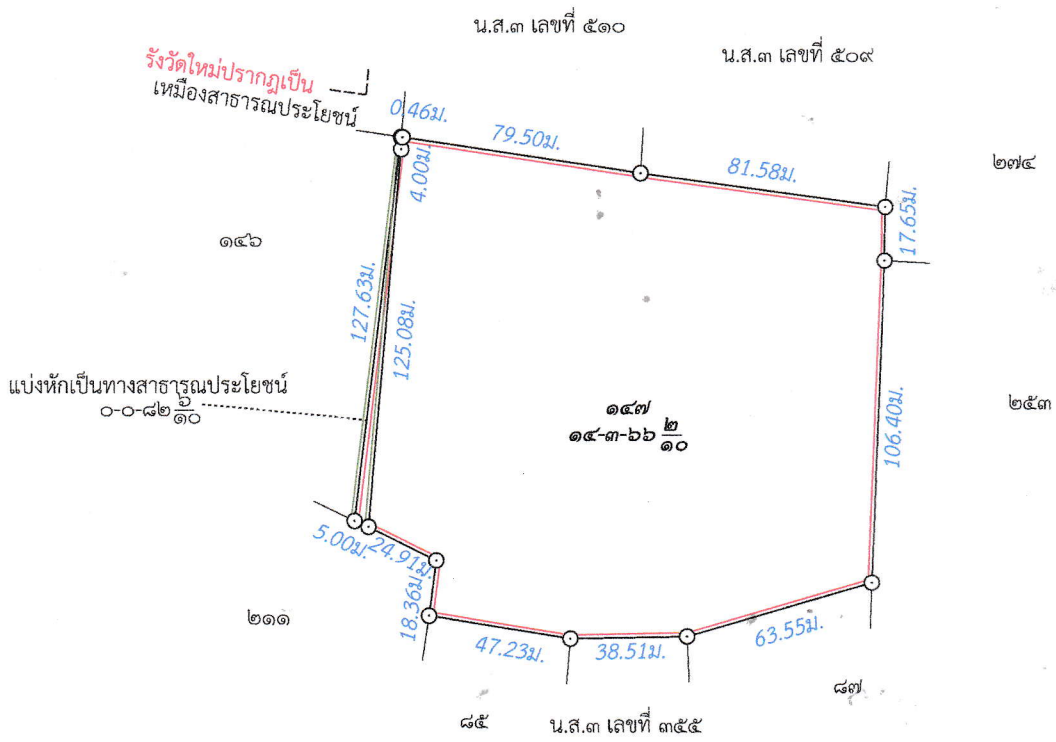 น.ส.๓ เลขที่ ๕๑๐
น.ส.๓ เลขที่ ๕๐๙
รังวัดใหม่ปรากฏเป็น
เหมืองสาธารณประโยชน์
0.46ม.
79.50ม.
81.58ม.
๒๗๔
4.00ม.
17.65ม.
๑๔๖
127.63ม.
125.08ม.
แบ่งหักเป็นทางสาธารณประโยชน์
๐-๐-๘๒ ๖/๑๐
๑๔๗
๑๕-๓-๖๖ ๒/๑๐
106.40ม.
๒๕๓
5.00ม.
24.91ม.
18.36ม.
๒๑๑
47.23ม.
38.51ม.
63.55ม.
๘๗
๘๕
น.ส.๓ เลขที่ ๓๕๕